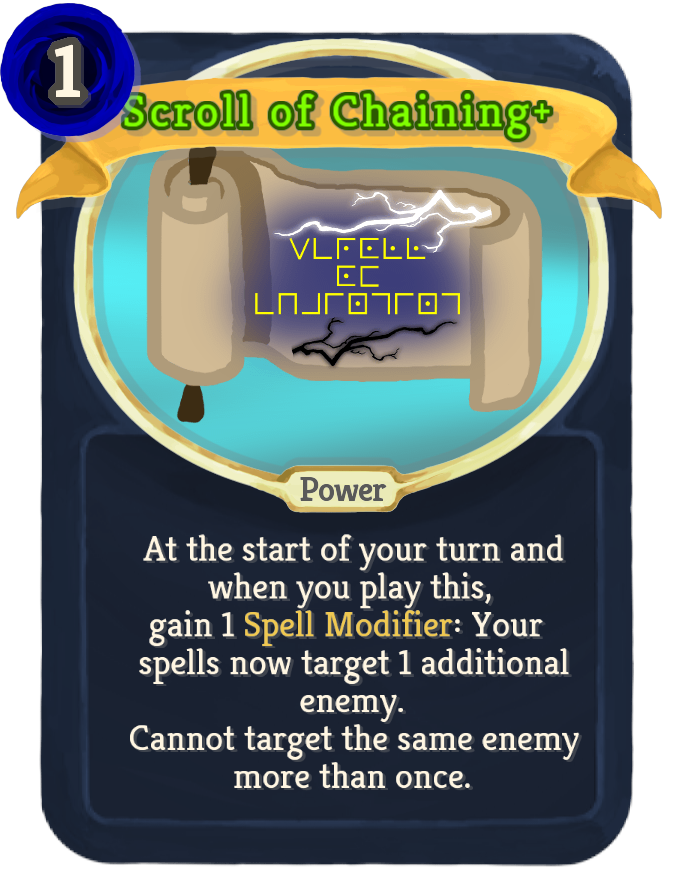 1
Scroll of Chaining+
Power
At the start of your turn and
when you play this,
gain 1 Spell Modifier: Your
spells now target 1 additional
enemy.
Cannot target the same enemy
more than once.